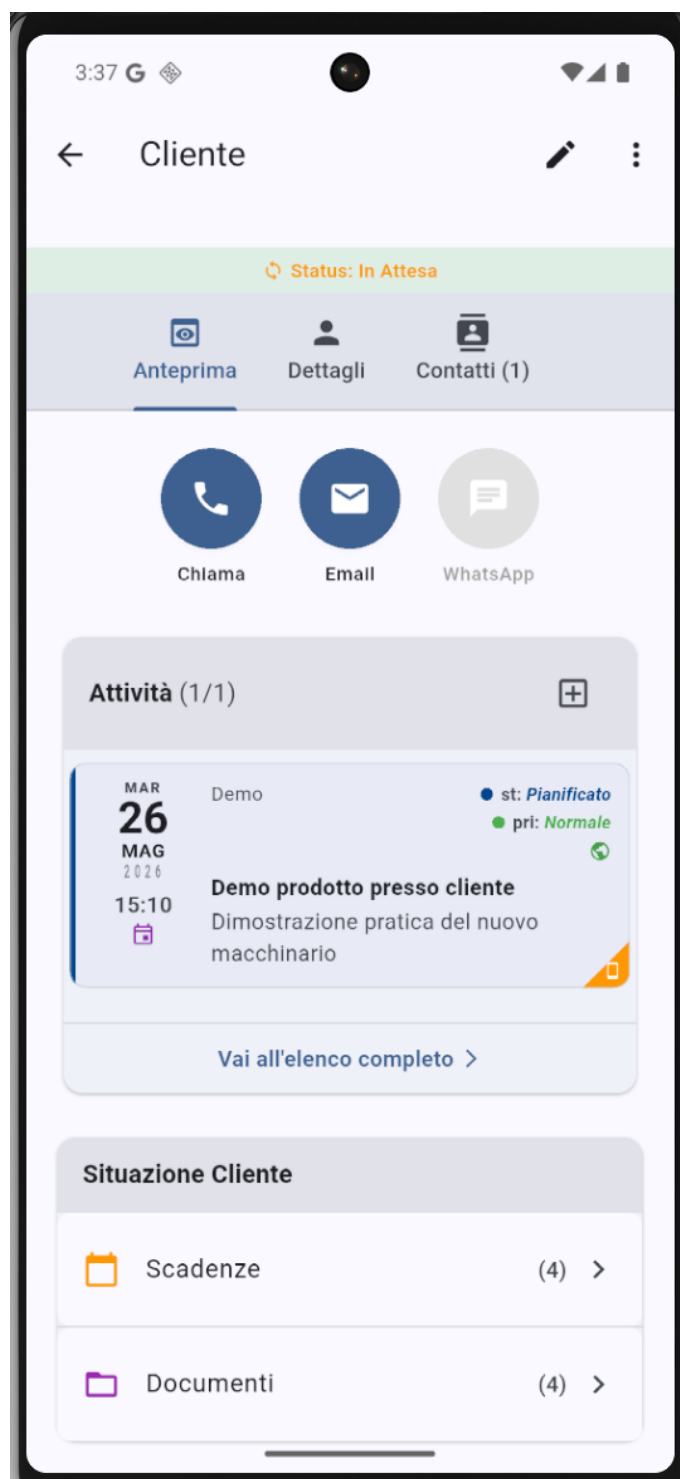 3:37 G
Cliente
Status: In Attesa
Anteprima
Dettagli
Contatti (1)
Chiama
Email
WhatsApp
Attività (1/1)
MAR
26
MAG
2026
15:10
Demo
st: Pianificato
pri: Normale
Demo prodotto presso cliente
Dimostrazione pratica del nuovo
macchinario
Vai all'elenco completo
Situazione Cliente
Scadenze (4)
Documenti (4)